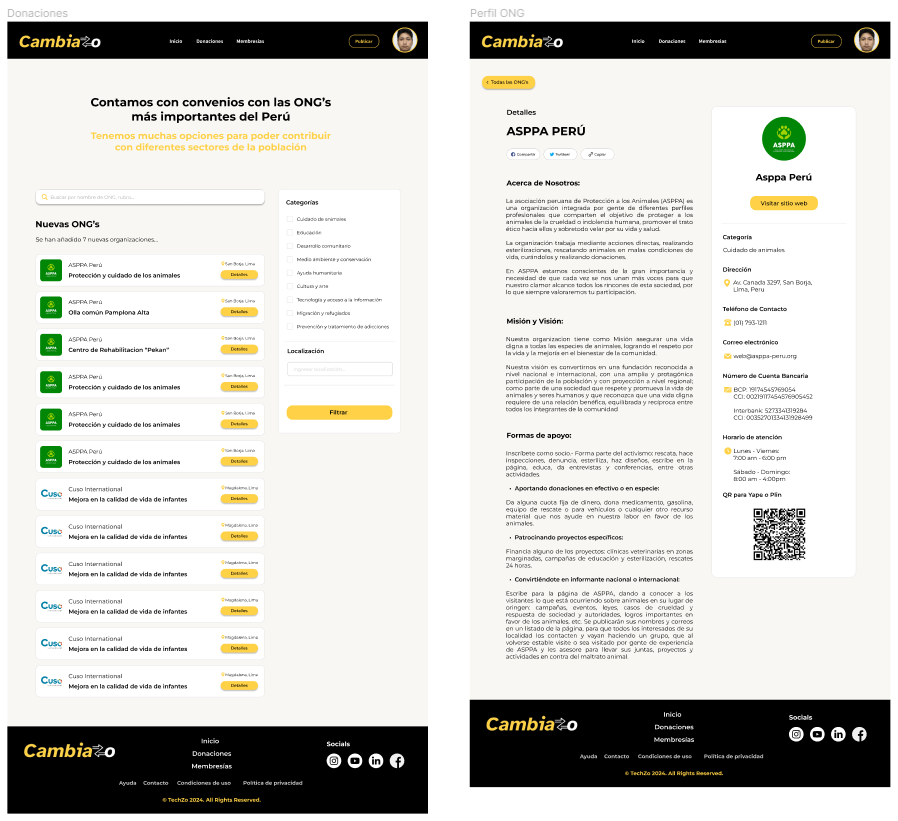 Donaciones
Cambiazo
Inicio
Donaciones
Membresías
Publicar
Contamos con convenios con las ONG's
más importantes del Perú
Tenemos muchas opciones para poder contribuir
con diferentes sectores de la población
Buscar por nombre de ONG, rubro...
Nuevas ONG's
Se han añadido 7 nuevas organizaciones...
ASPPA Perú
Protección y cuidado de los animales
San Borja, Lima
Detalles
ASPPA Perú
Olla común Pamplona Alta
San Borja, Lima
Detalles
ASPPA Perú
Centro de Rehabilitacion "Pekan"
San Borja, Lima
Detalles
ASPPA Perú
Protección y cuidado de los animales
San Borja, Lima
Detalles
ASPPA Perú
Protección y cuidado de los animales
San Borja, Lima
Detalles
ASPPA Perú
Protección y cuidado de los animales
San Borja, Lima
Detalles
Cuso
Cuso International
Mejora en la calidad de vida de infantes
Magdalena, Lima
Detalles
Cuso
Cuso International
Mejora en la calidad de vida de infantes
Magdalena, Lima
Detalles
Cuso
Cuso International
Mejora en la calidad de vida de infantes
Magdalena, Lima
Detalles
Cuso
Cuso International
Mejora en la calidad de vida de infantes
Magdalena, Lima
Detalles
Cuso
Cuso International
Mejora en la calidad de vida de infantes
Magdalena, Lima
Detalles
Cuso
Cuso International
Mejora en la calidad de vida de infantes
Magdalena, Lima
Detalles
Categorías
Cuidado de animales
Educación
Desarrollo comunitario
Medio ambiente y conservación
Ayuda humanitaria
Cultura y arte
Tecnología y acceso a la información
Migración y refugiados
Prevención y tratamiento de adicciones
Localización
Filtrar
Cambiazo
Inicio
Donaciones
Membresías
Socials
Ayuda
Contacto
Condiciones de uso
Política de privacidad
© TechZo 2024. All Rights Reserved.
Perfil ONG
Cambiazo
Inicio
Donaciones
Membresías
Publicar
‹ Todas las ONG's
Detalles
ASPPA PERÚ
Compartir
Twittear
Copiar
Acerca de Nosotros:
La asociación peruana de Protección a los Animales (ASPPA) es
una organización integrada por gente de diferentes perfiles
profesionales que comparten el objetivo de proteger a los
animales de la crueldad o indolencia humana, promover el trato
ético hacia ellos y sobretodo velar por su vida y salud.
La organización trabaja mediante acciones directas, realizando
esterilizaciones, rescatando animales en malas condiciones de
vida, curándolos y realizando donaciones.
En ASPPA estamos conscientes de la gran importancia y
necesidad de que cada vez se nos unan más voces para que
nuestro clamor alcance todos los rincones de esta sociedad, por
lo que siempre valoraremos tu participación.
Misión y Visión:
Nuestra organizacion tiene como Misión asegurar una vida
digna a todas las especies de animales, logrando el respeto por
la vida y la mejoría en el bienestar de la comunidad.
Nuestra visión es convertirnos en una fundación reconocida a
nivel nacional e internacional, con una amplia y protagónica
participación de la población y con proyección a nivel regional;
como parte de una sociedad que respete y promueva la vida de
animales y seres humanos y que reconozca que una vida digna
requiere de una relación benéfica, equilibrada y recíproca entre
todos los integrantes de la comunidad
Formas de apoyo:
Inscríbete como socio.- Forma parte del activismo: rescata, hace
inspecciones, denuncia, esteriliza, haz diseños, escribe en la
página, educa, da entrevistas y conferencias, entre otras
actividades.
• Aportando donaciones en efectivo o en especie:
Da alguna cuota fija de dinero, dona medicamento, gasolina,
equipo de rescate o para vehículos o cualquier otro recurso
material que nos ayude en nuestra labor en favor de los
animales.
• Patrocinando proyectos específicos:
Financia alguno de los proyectos: clínicas veterinarias en zonas
marginadas, campañas de educación y esterilización, rescates
24 horas.
• Convirtiéndote en informante nacional o internacional:
Escribe para la página de ASPPA, dando a conocer a los
visitantes lo que está ocurriendo sobre animales en su lugar de
oringen: campañas, eventos, leyes, casos de crueldad y
respuesta de sociedad y autoridades, logros importantes en
favor de los animales, etc. Se publicarán sus nombres y correos
en un listado de la página, para que todos los interesados de su
localidad los contacten y vayan haciendo un grupo, que al
volverse estable visite o sea visitado por gente de experiencia
de ASPPA y les asesore para llevar sus juntas, proyectos y
actividades en contra del maltrato animal.
ASPPA
Asppa Perú
Visitar sitio web
Categoría
Cuidado de animales
Dirección
Av. Canada 3297, San Borja,
Lima, Peru
Teléfono de Contacto
(01) 793-1211
Correo electrónico
web@asppa-peru.org
Número de Cuenta Bancaria
BCP: 19174545769054
CCI: 00219117454576905452
Interbank: 5273341319284
CCI: 00352701334131928499
Horario de atención
Lunes - Viernes:
7:00 am - 6:00 pm
Sábado - Domingo:
8:00 am - 4:00pm
QR para Yape o Plin
Cambiazo
Inicio
Donaciones
Membresías
Socials
Ayuda
Contacto
Condiciones de uso
Política de privacidad
© TechZo 2024. All Rights Reserved.